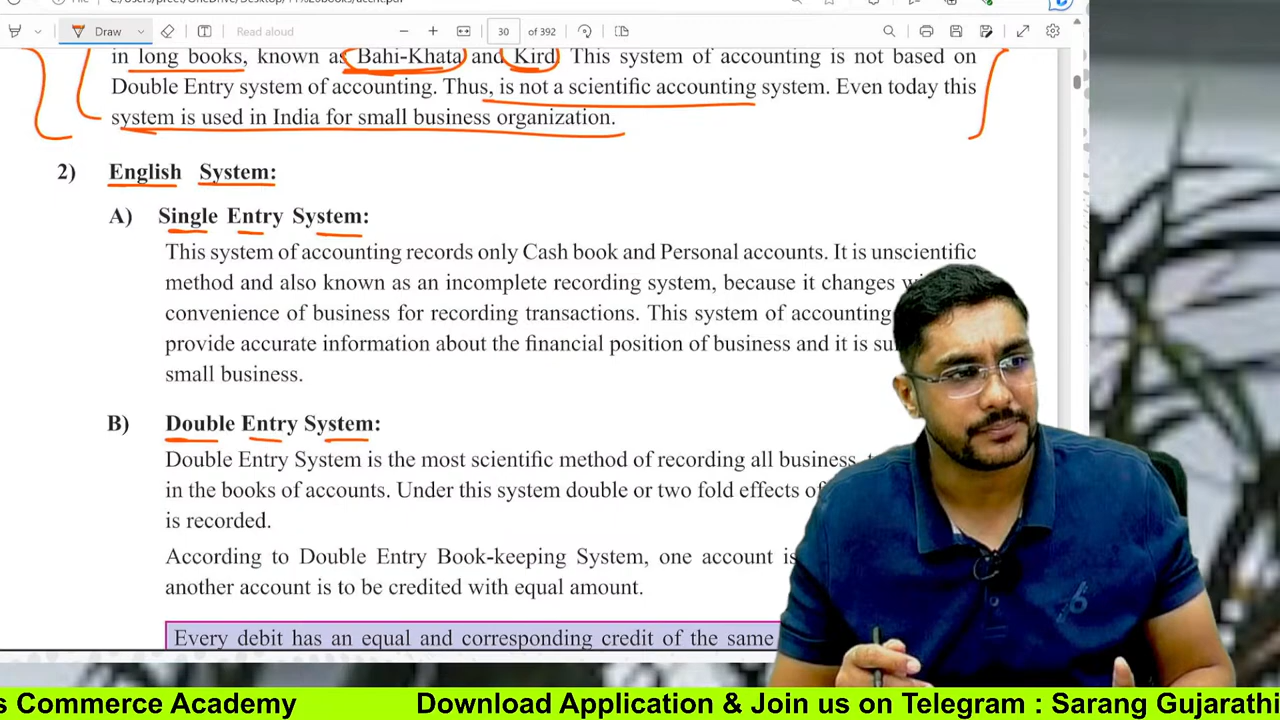 Draw
Read aloud
30 of 392
in long books, known as Bahi-Khata and Kird. This system of accounting is not based on
Double Entry system of accounting. Thus, is not a scientific accounting system. Even today this
system is used in India for small business organization.
2) English System:
A) Single Entry System:
This system of accounting records only Cash book and Personal accounts. It is unscientific
method and also known as an incomplete recording system, because it changes
convenience of business for recording transactions. This system of accounting
provide accurate information about the financial position of business and it is
small business.
B) Double Entry System:
Double Entry System is the most scientific method of recording all business
in the books of accounts. Under this system double or two fold effects of
is recorded.
According to Double Entry Book-keeping System, one account is
another account is to be credited with equal amount.
Every debit has an equal and corresponding credit of the same
s Commerce Academy Download Application & Join us on Telegram : Sarang Gujarathi